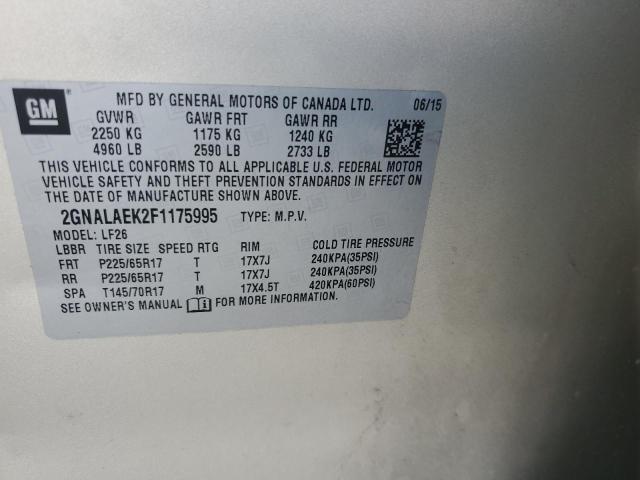 GM
MFD BY GENERAL MOTORS OF CANADA LTD. 06/15
GVWR GAWR FRT GAWR RR
2250 KG 1175 KG 1240 KG
4960 LB 2590 LB 2733 LB
THIS VEHICLE CONFORMS TO ALL APPLICABLE U.S. FEDERAL MOTOR
VEHICLE SAFETY AND THEFT PREVENTION STANDARDS IN EFFECT ON
THE DATE OF MANUFACTURE SHOWN ABOVE.
2GNALAEK2F1175995 TYPE: M.P.V.
MODEL: LF26
LBBR TIRE SIZE SPEED RTG RIM COLD TIRE PRESSURE
FRT P225/65R17 T 17X7J 240KPA(35PSI)
RR P225/65R17 T 17X7J 240KPA(35PSI)
SPA T145/70R17 M 17X4.5T 420KPA(60PSI)
SEE OWNER'S MANUAL FOR MORE INFORMATION.